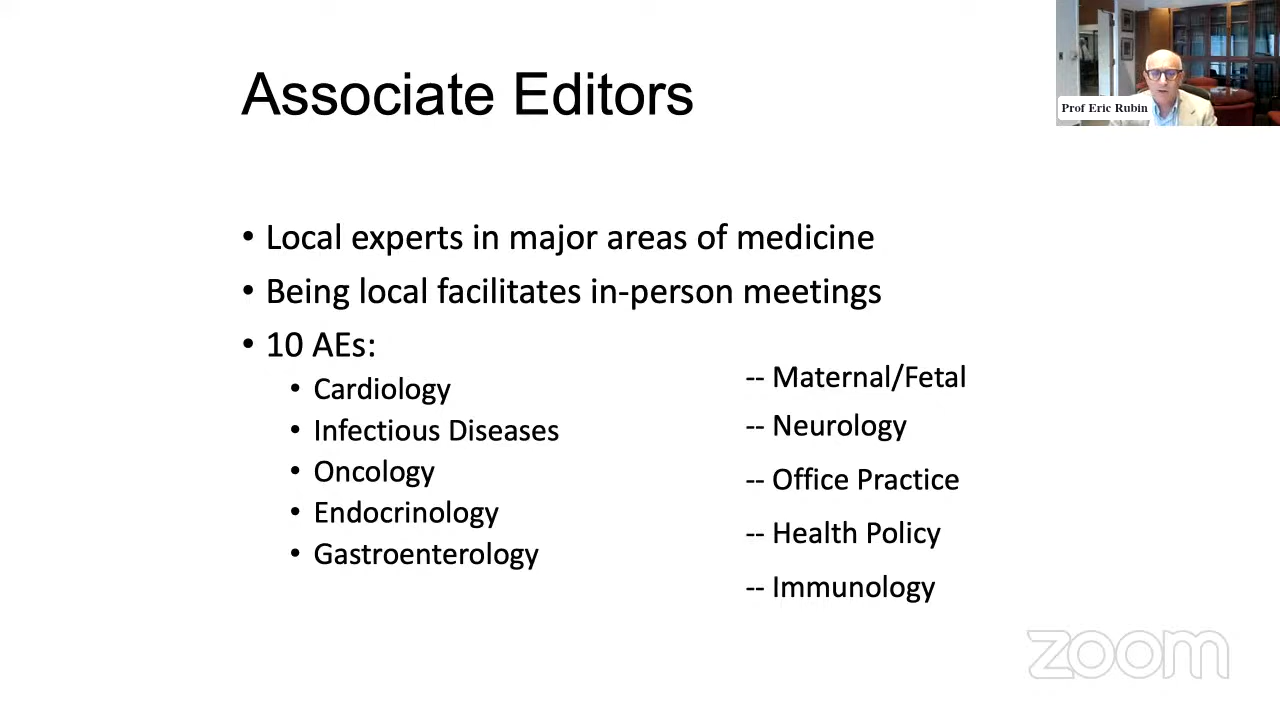 Associate Editors
Prof Eric Rubin
• Local experts in major areas of medicine
• Being local facilitates in-person meetings
• 10 AEs:
• Cardiology
• Infectious Diseases
• Oncology
• Endocrinology
• Gastroenterology
-- Maternal/Fetal
-- Neurology
-- Office Practice
-- Health Policy
-- Immunology
zoom